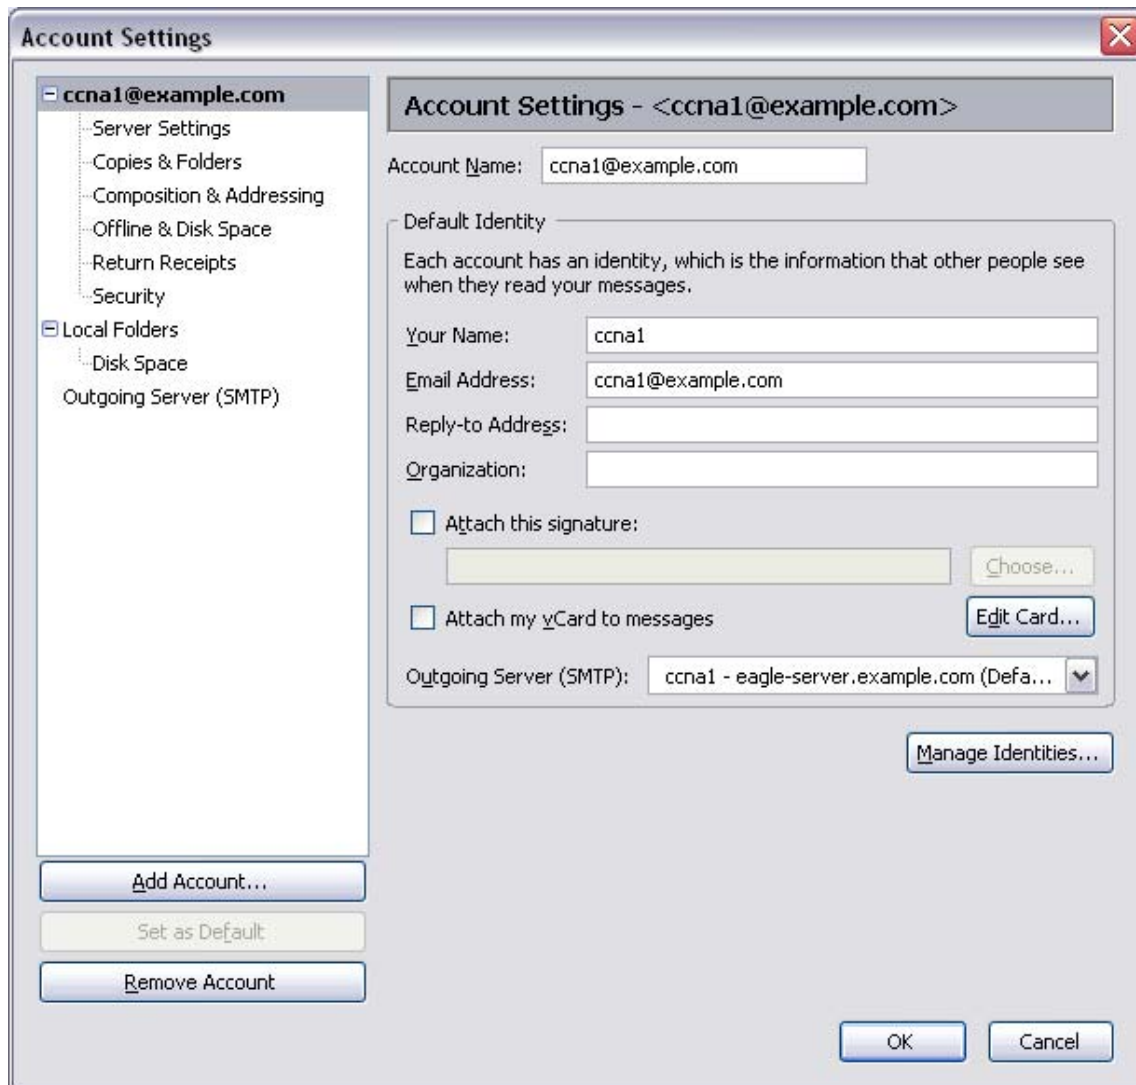 Account Settings
ccna1@example.com
Server Settings
Copies & Folders
Composition & Addressing
Offline & Disk Space
Return Receipts
Security
Local Folders
Disk Space
Outgoing Server (SMTP)
Add Account...
Set as Default
Remove Account
Account Settings - <ccna1@example.com>
Account Name: ccna1@example.com
Default Identity
Each account has an identity, which is the information that other people see
when they read your messages.
Your Name: ccna1
Email Address: ccna1@example.com
Reply-to Address:
Organization:
Attach this signature:
Choose...
Attach my vCard to messages
Edit Card...
Outgoing Server (SMTP): ccna1 - eagle-server.example.com (Defa...
Manage Identities...
OK
Cancel